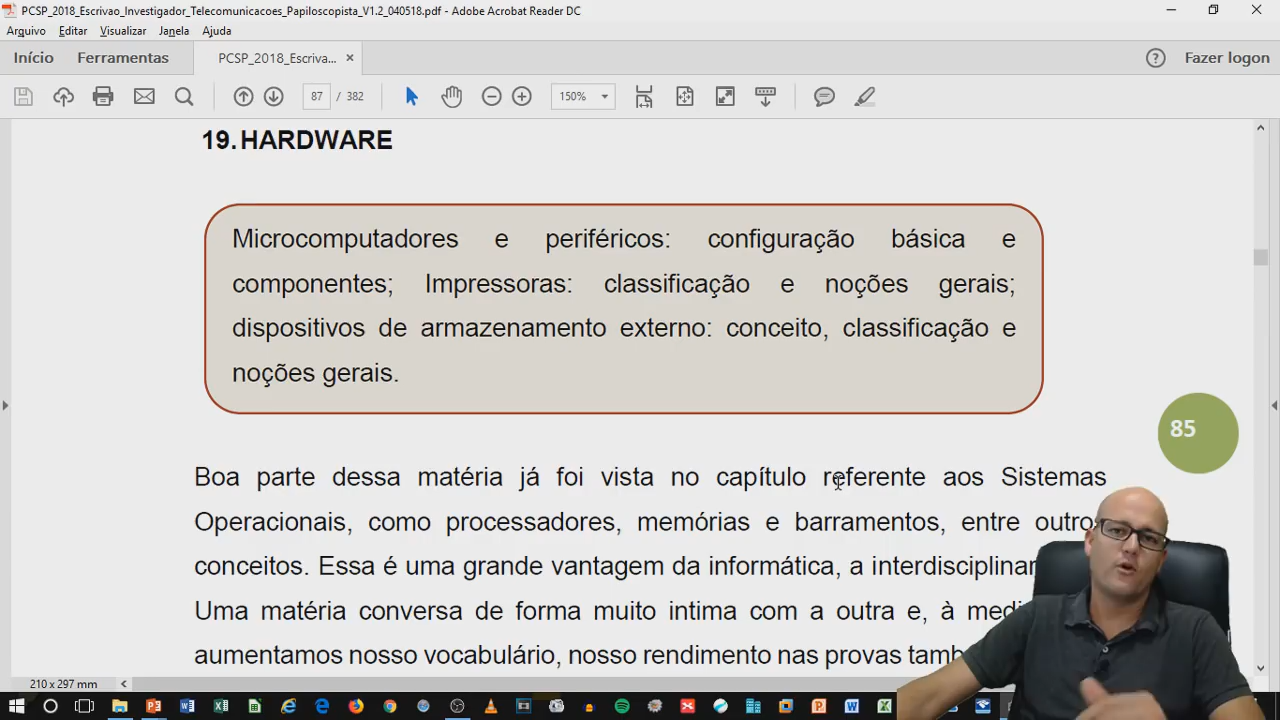 PCSP_2018_Escrivao_Investigador_Telecomunicacoes_Papiloscopista_V1.2_040518.pdf - Adobe Acrobat Reader DC
Arquivo Editar Visualizar Janela Ajuda
Início Ferramentas PCSP_2018_Escriva... × Fazer logon
87 / 382 150%
19. HARDWARE
Microcomputadores e periféricos: configuração básica e
componentes; Impressoras: classificação e noções gerais;
dispositivos de armazenamento externo: conceito, classificação e
noções gerais.
85
Boa parte dessa matéria já foi vista no capítulo referente aos Sistemas
Operacionais, como processadores, memórias e barramentos, entre outros
conceitos. Essa é uma grande vantagem da informática, a
Uma matéria conversa de forma muito intima com a outra e, à
aumentamos nosso vocabulário, nosso rendimento nas provas
210 x 297 mm